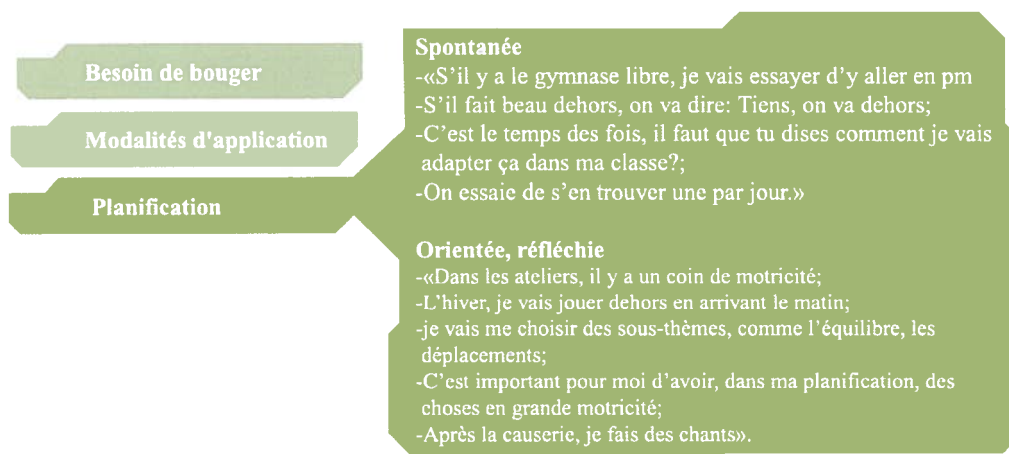 Besoin de bouger
Modalités d'application
Planification
Spontanée
-«S'il y a le gymnase libre, je vais essayer d'y aller en pm
-S'il fait beau dehors, on va dire: Tiens, on va dehors;
-C'est le temps des fois, il faut que tu dises comment je vais
adapter ça dans ma classe?;
-On essaie de s'en trouver une par jour.»
Orientée, réfléchie
-«Dans les ateliers, il y a un coin de motricité;
-L'hiver, je vais jouer dehors en arrivant le matin;
-je vais me choisir des sous-thèmes, comme l'équilibre, les
déplacements;
-C'est important pour moi d'avoir, dans ma planification, des
choses en grande motricité;
-Après la causerie, je fais des chants».